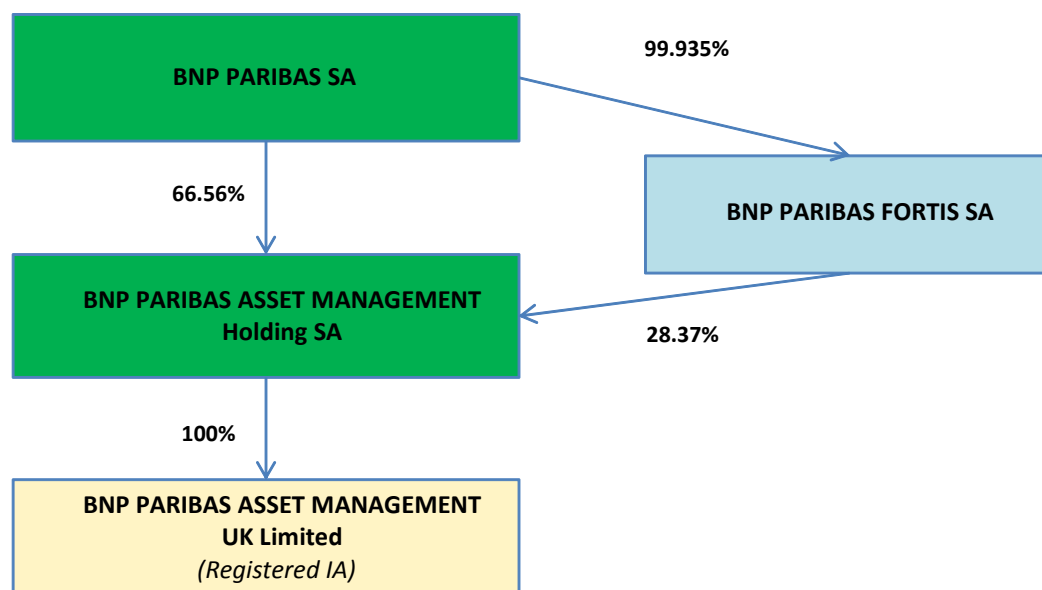 99.935%
BNP PARIBAS SA
66.56%
BNP PARIBAS FORTIS SA
BNP PARIBAS ASSET MANAGEMENT
Holding SA
28.37%
100%
BNP PARIBAS ASSET MANAGEMENT
UK Limited
(Registered IA)